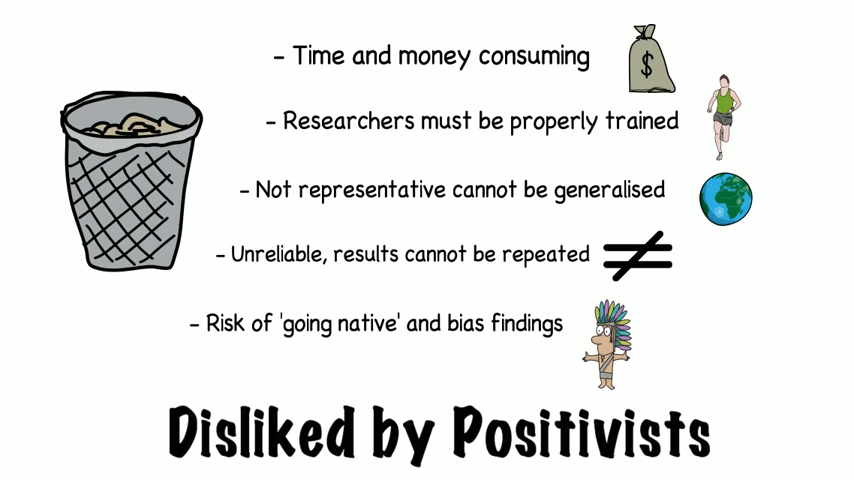 - Time and money consuming
$
- Researchers must be properly trained
- Not representative cannot be generalised
- Unreliable, results cannot be repeated ≠
- Risk of 'going native' and bias findings
Disliked by Positivists